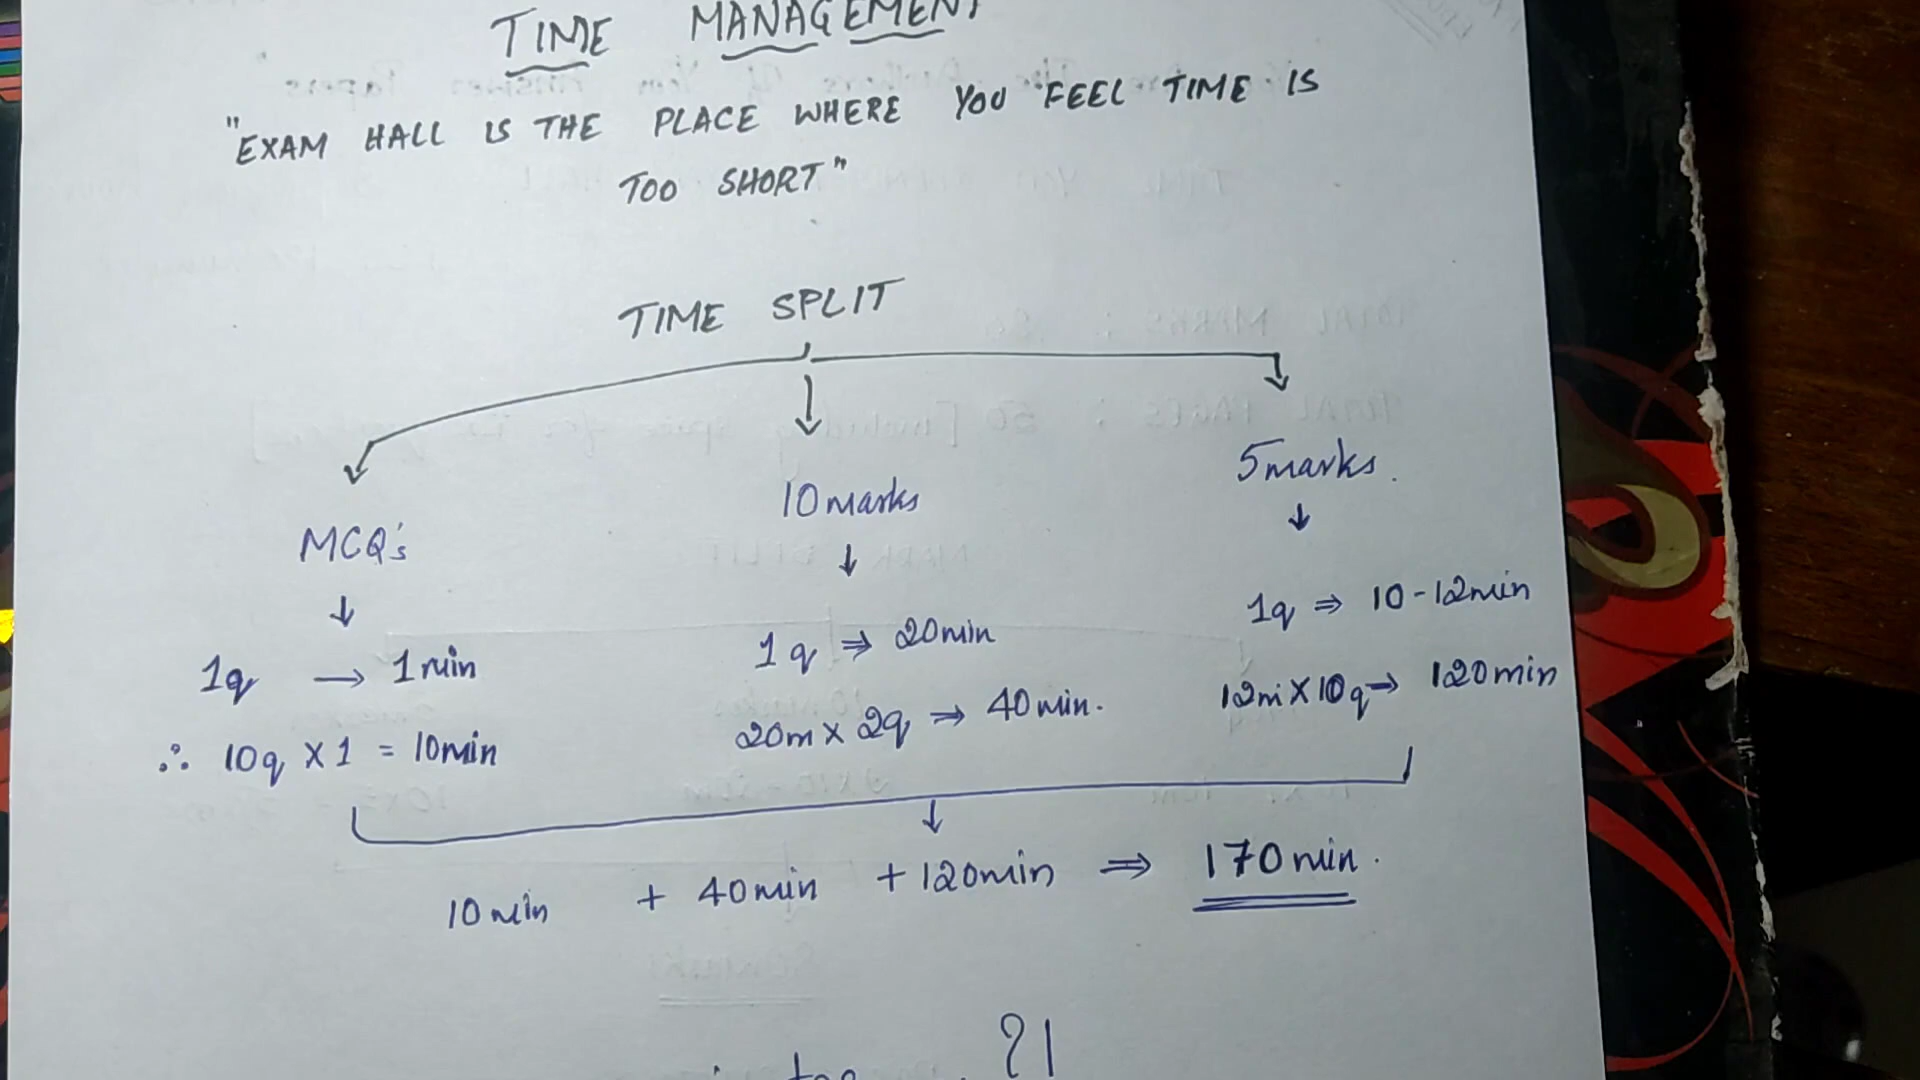 TIME MANAGEMENT
"EXAM HALL IS THE PLACE WHERE YOU FEEL TIME IS
TOO SHORT"
TIME SPLIT
MCQ's
1q → 1min
∴ 10q X 1 = 10min
10marks
1q ⇒ 20min
20m X 2q ⇒ 40min.
5marks.
1q ⇒ 10-12min
12m X 10q → 120min
10min + 40min + 120min ⇒ 170min.